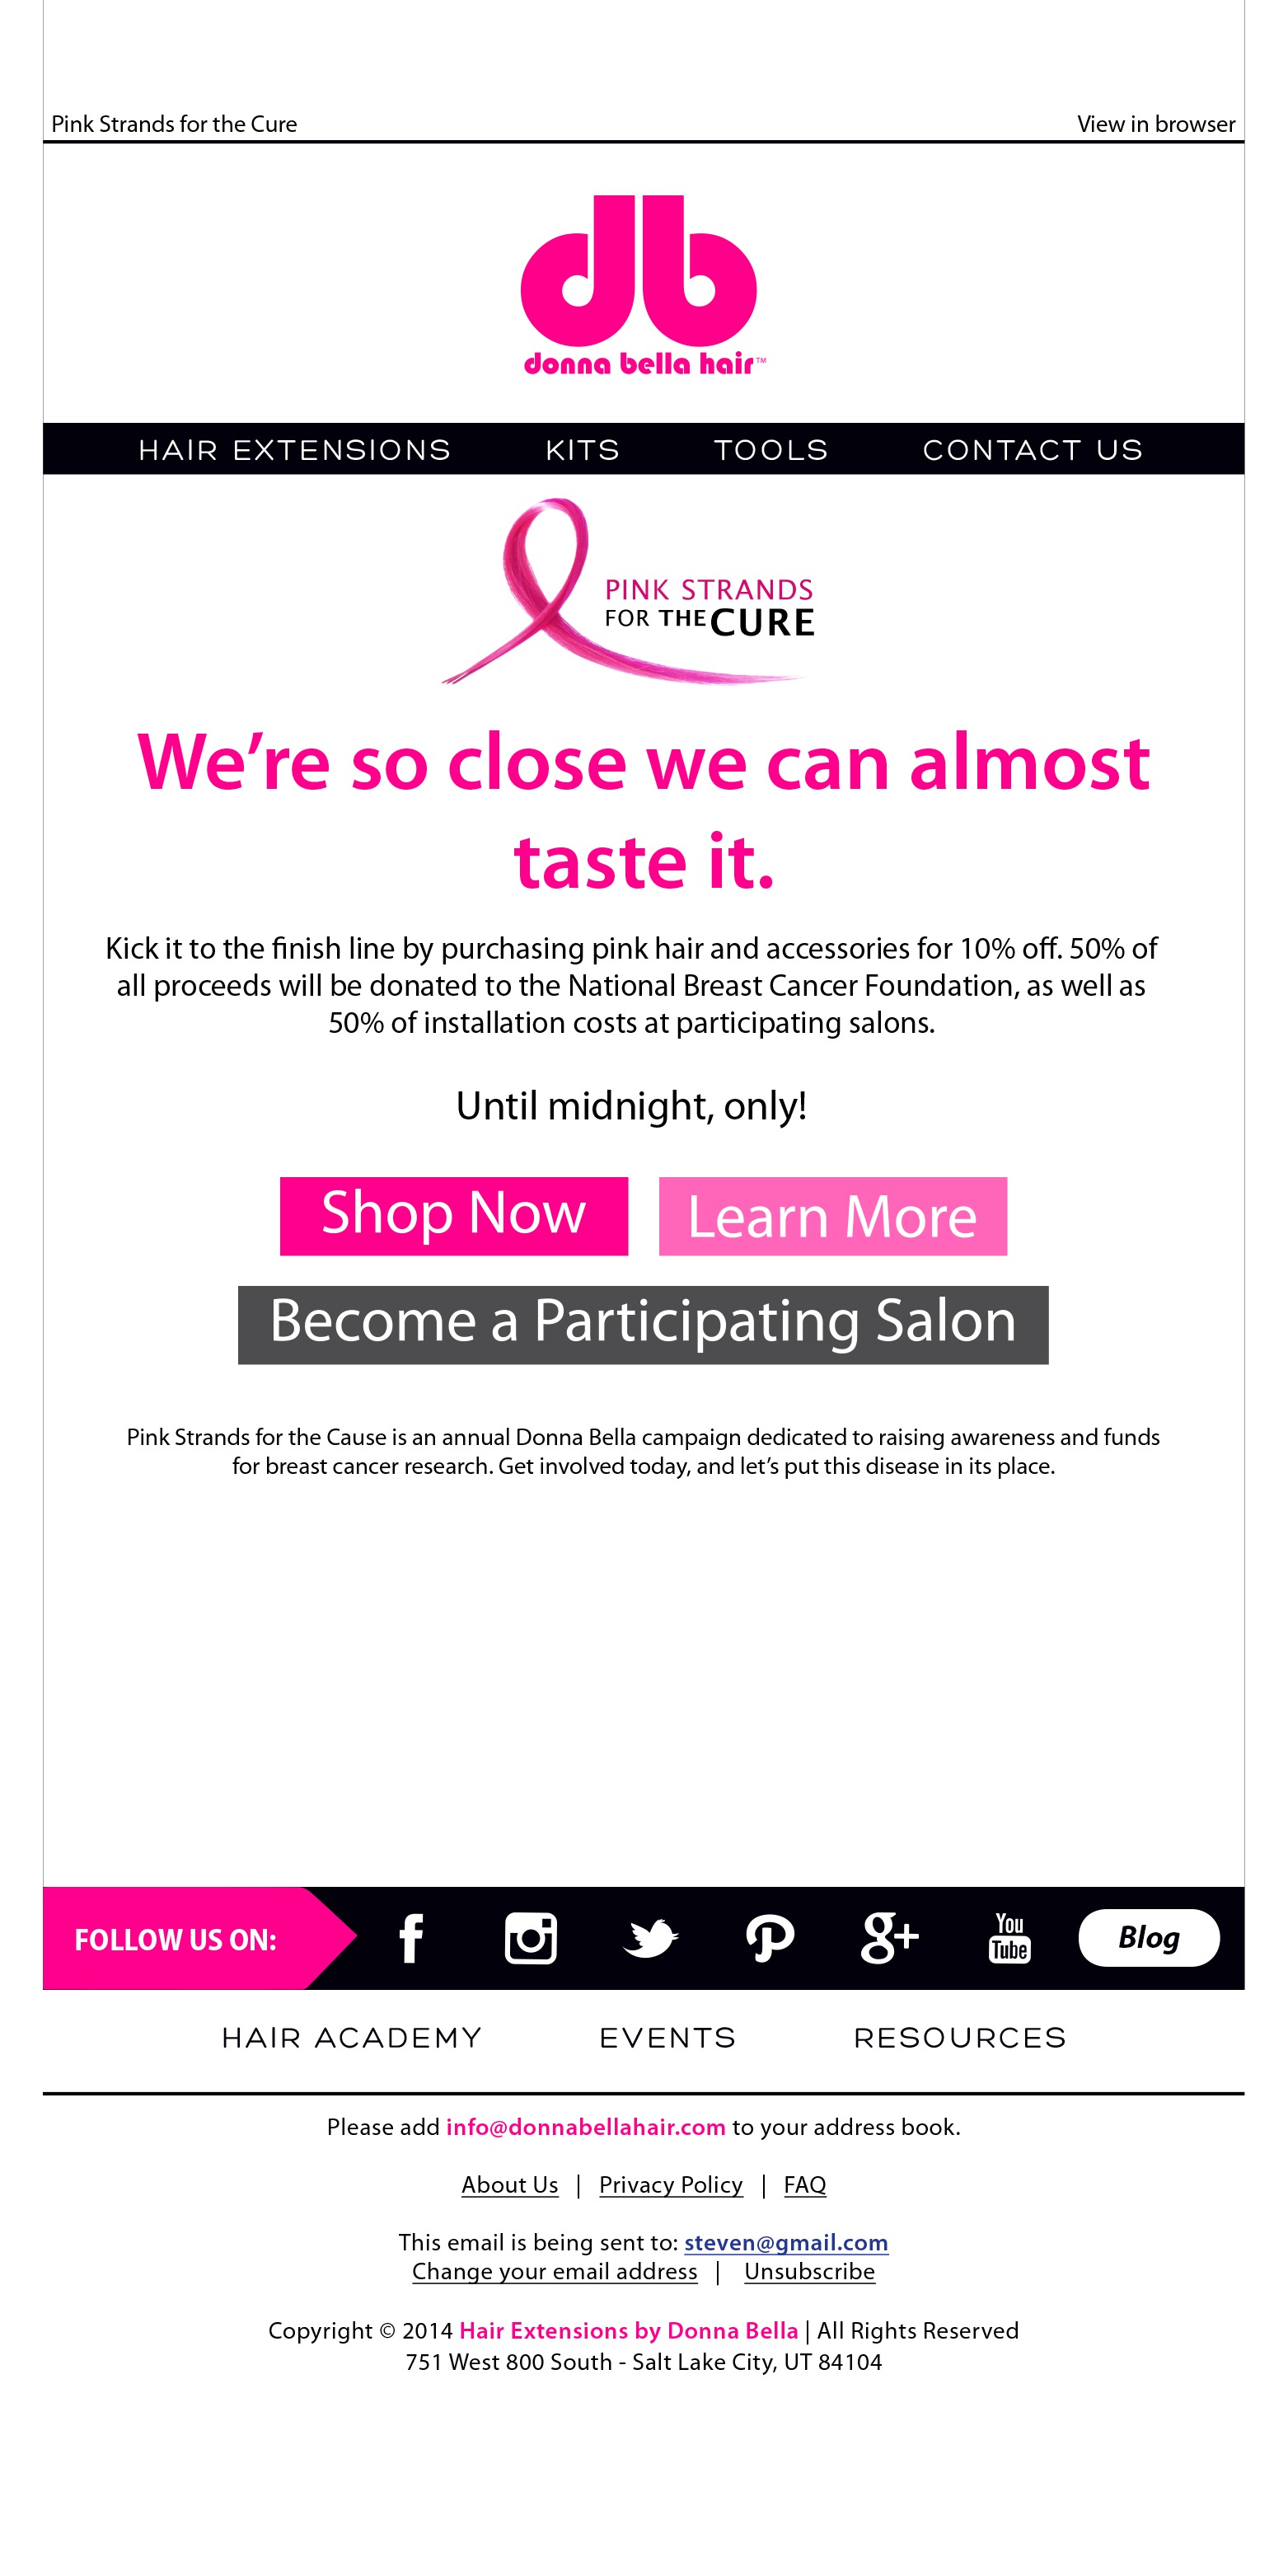 Pink Strands for the Cure
View in browser
db
donna bella hair™
HAIR EXTENSIONS KITS TOOLS CONTACT US
PINK STRANDS
FOR THE CURE
We’re so close we can almost
taste it.
Kick it to the finish line by purchasing pink hair and accessories for 10% off. 50% of
all proceeds will be donated to the National Breast Cancer Foundation, as well as
50% of installation costs at participating salons.
Until midnight, only!
Shop Now Learn More
Become a Participating Salon
Pink Strands for the Cause is an annual Donna Bella campaign dedicated to raising awareness and funds
for breast cancer research. Get involved today, and let’s put this disease in its place.
FOLLOW US ON: f g+ You Tube Blog
HAIR ACADEMY EVENTS RESOURCES
Please add info@donnabellahair.com to your address book.
About Us | Privacy Policy | FAQ
This email is being sent to: steven@gmail.com
Change your email address | Unsubscribe
Copyright © 2014 Hair Extensions by Donna Bella | All Rights Reserved
751 West 800 South - Salt Lake City, UT 84104